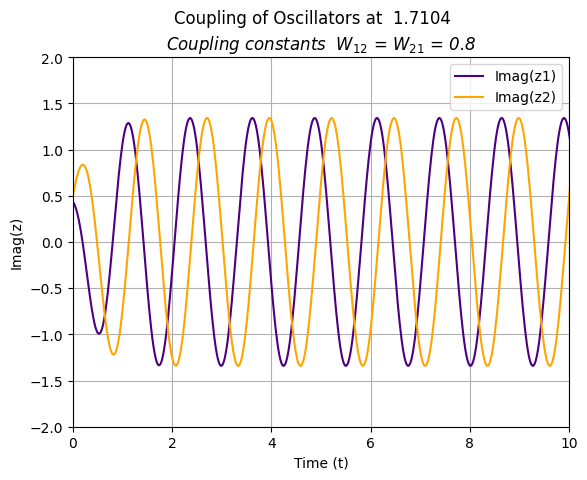 Coupling of Oscillators at  1.7104
Coupling constants  W₁₂ = W₂₁ = 0.8
Imag(z1)
Imag(z2)
Imag(z)
2.0
1.5
1.0
0.5
0.0
−0.5
−1.0
−1.5
−2.0
0 2 4 6 8 10
Time (t)